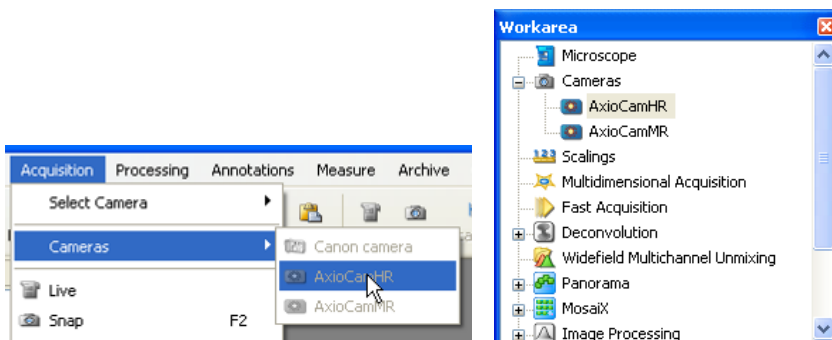 Acquisition Processing Annotations Measure Archive
Select Camera
Cameras
Canon camera
AxioCamHR
AxioCamMR
Live
Snap F2
Workarea
Microscope
Cameras
AxioCamHR
AxioCamMR
Scalings
Multidimensional Acquisition
Fast Acquisition
Deconvolution
Widefield Multichannel Unmixing
Panorama
MosaiX
Image Processing